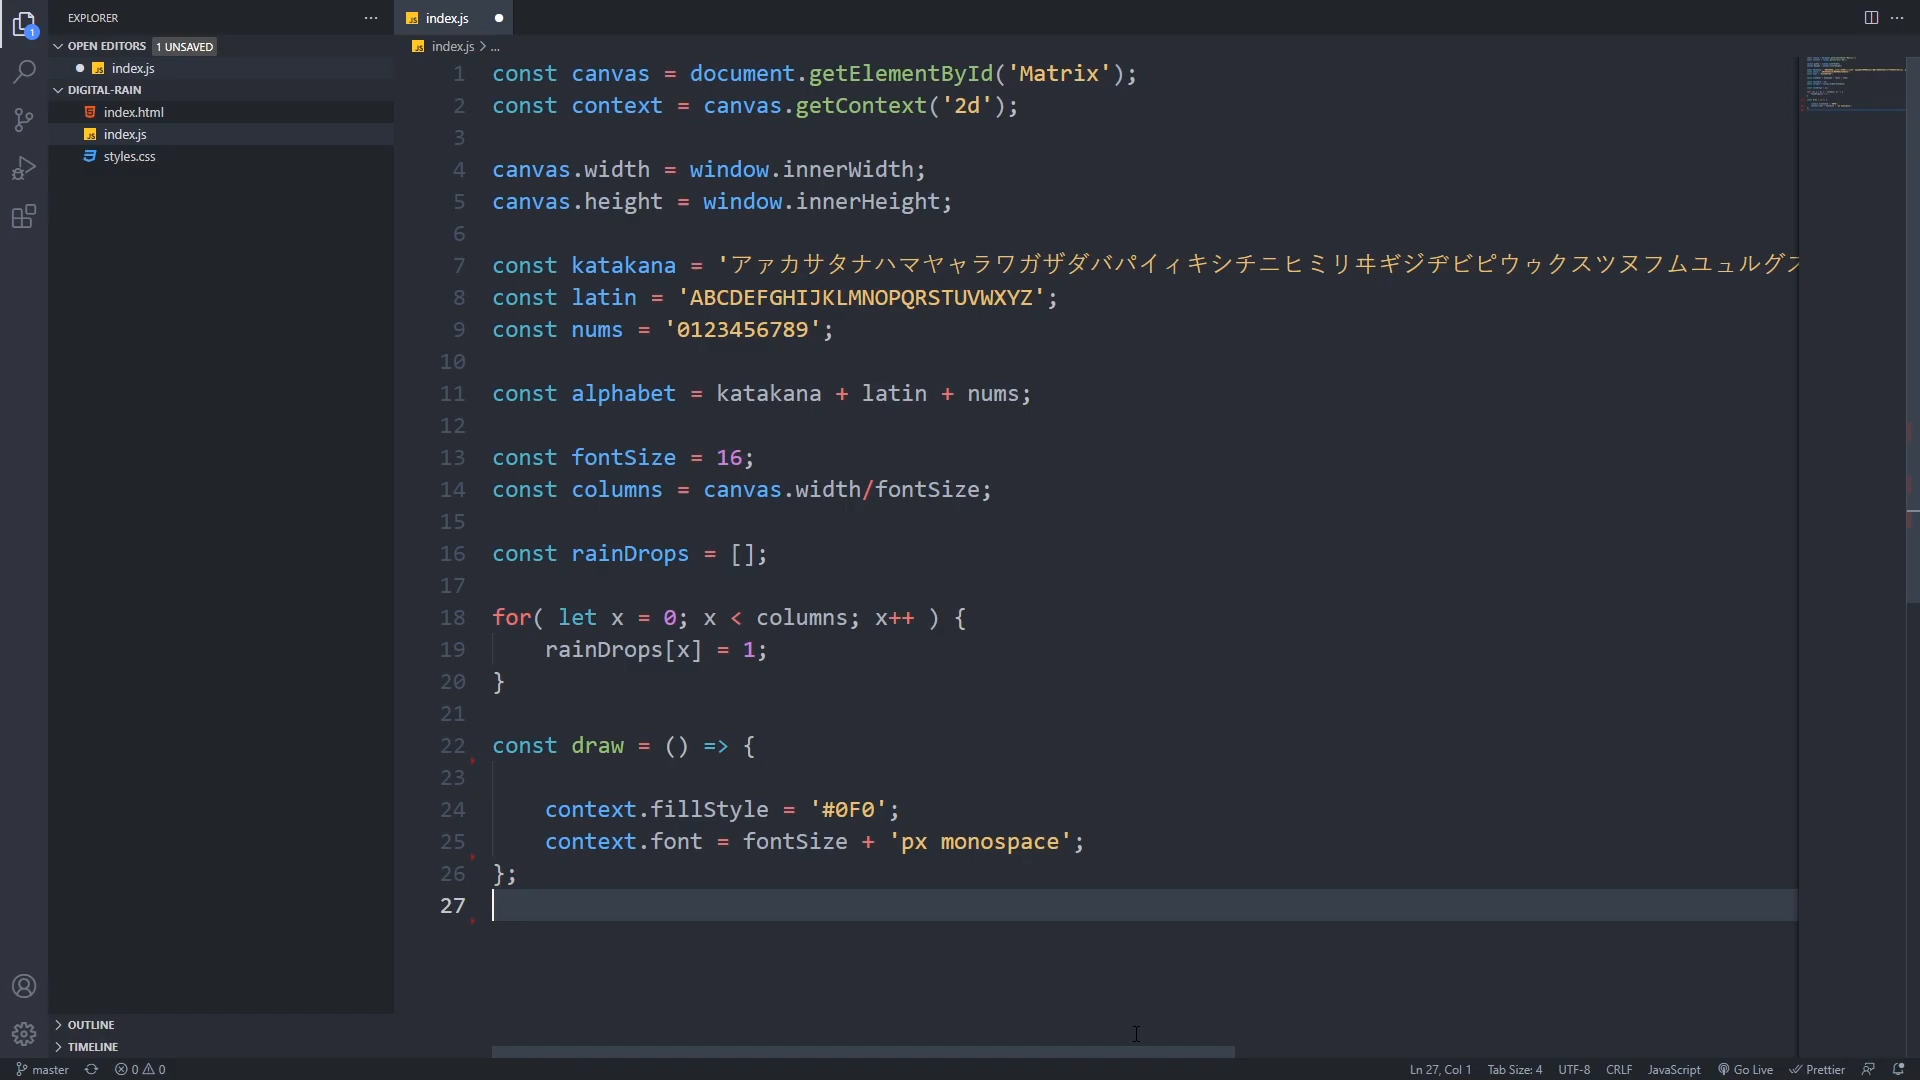 EXPLORER
OPEN EDITORS 1 UNSAVED
index.js
DIGITAL-RAIN
index.html
index.js
styles.css
OUTLINE
TIMELINE
1
index.js
index.js > ...
1 const canvas = document.getElementById('Matrix');
2 const context = canvas.getContext('2d');
3
4 canvas.width = window.innerWidth;
5 canvas.height = window.innerHeight;
6
7 const katakana = 'アァカサタナハマヤャラワガザダバパイィキシチニヒミリヰギジヂビピウゥクスツヌフムユュルグズ
8 const latin = 'ABCDEFGHIJKLMNOPQRSTUVWXYZ';
9 const nums = '0123456789';
10
11 const alphabet = katakana + latin + nums;
12
13 const fontSize = 16;
14 const columns = canvas.width/fontSize;
15
16 const rainDrops = [];
17
18 for( let x = 0; x < columns; x++ ) {
19     rainDrops[x] = 1;
20 }
21
22 const draw = () => {
23
24     context.fillStyle = '#0F0';
25     context.font = fontSize + 'px monospace';
26 };
27
master 0 0 Ln 27, Col 1 Tab Size: 4 UTF-8 CRLF JavaScript Go Live Prettier